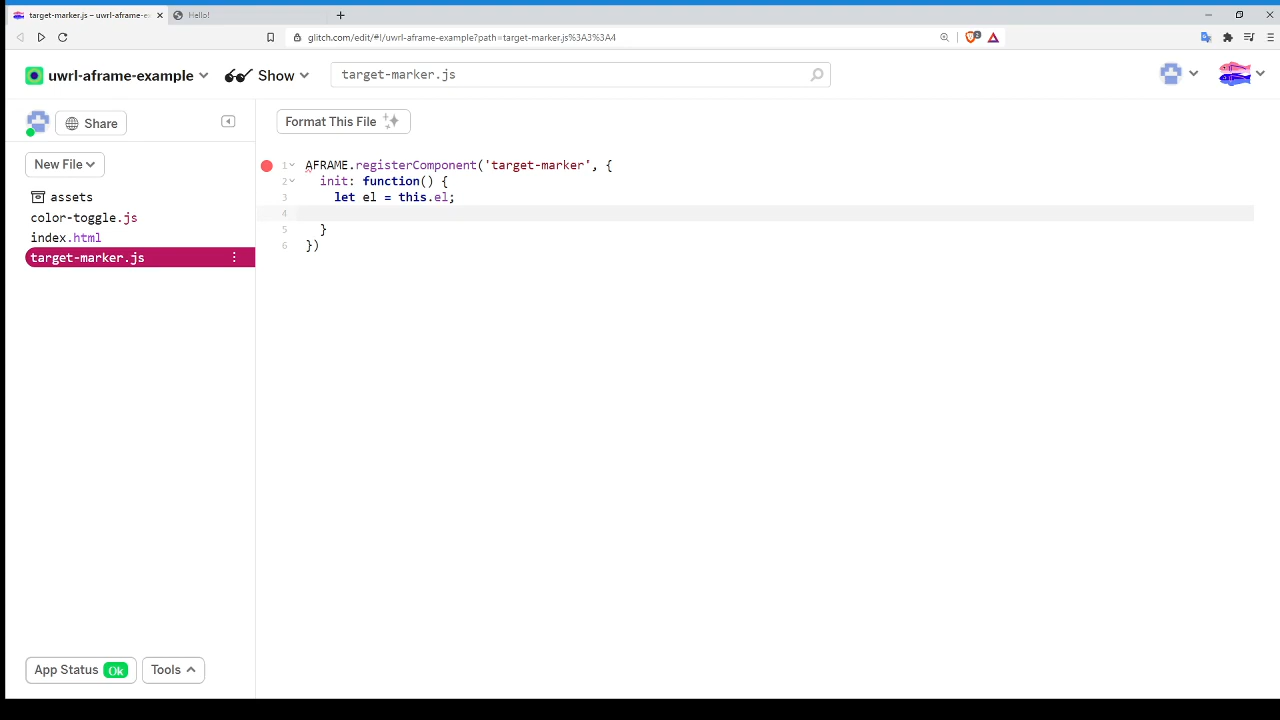 target-marker.js – uwrl-aframe-e
Hello!
glitch.com/edit/#!/uwrl-aframe-example?path=target-marker.js%3A3%3A4
uwrl-aframe-example
Show
target-marker.js
Share
Format This File
New File
assets
color-toggle.js
index.html
target-marker.js
1 AFRAME.registerComponent('target-marker', {
2 init: function() {
3 let el = this.el;
4
5 }
6 })
App Status Ok
Tools